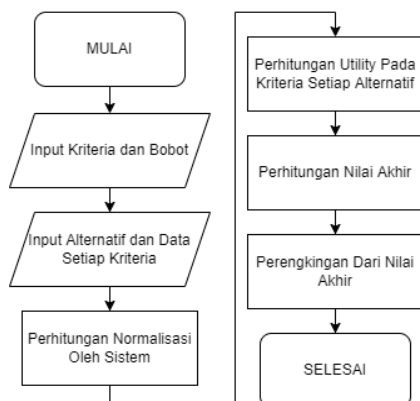 MULAI
Input Kriteria dan Bobot
Input Alternatif dan Data
Setiap Kriteria
Perhitungan Normalisasi
Oleh Sistem
Perhitungan Utility Pada
Kriteria Setiap Alternatif
Perhitungan Nilai Akhir
Perengkingan Dari Nilai
Akhir
SELESAI